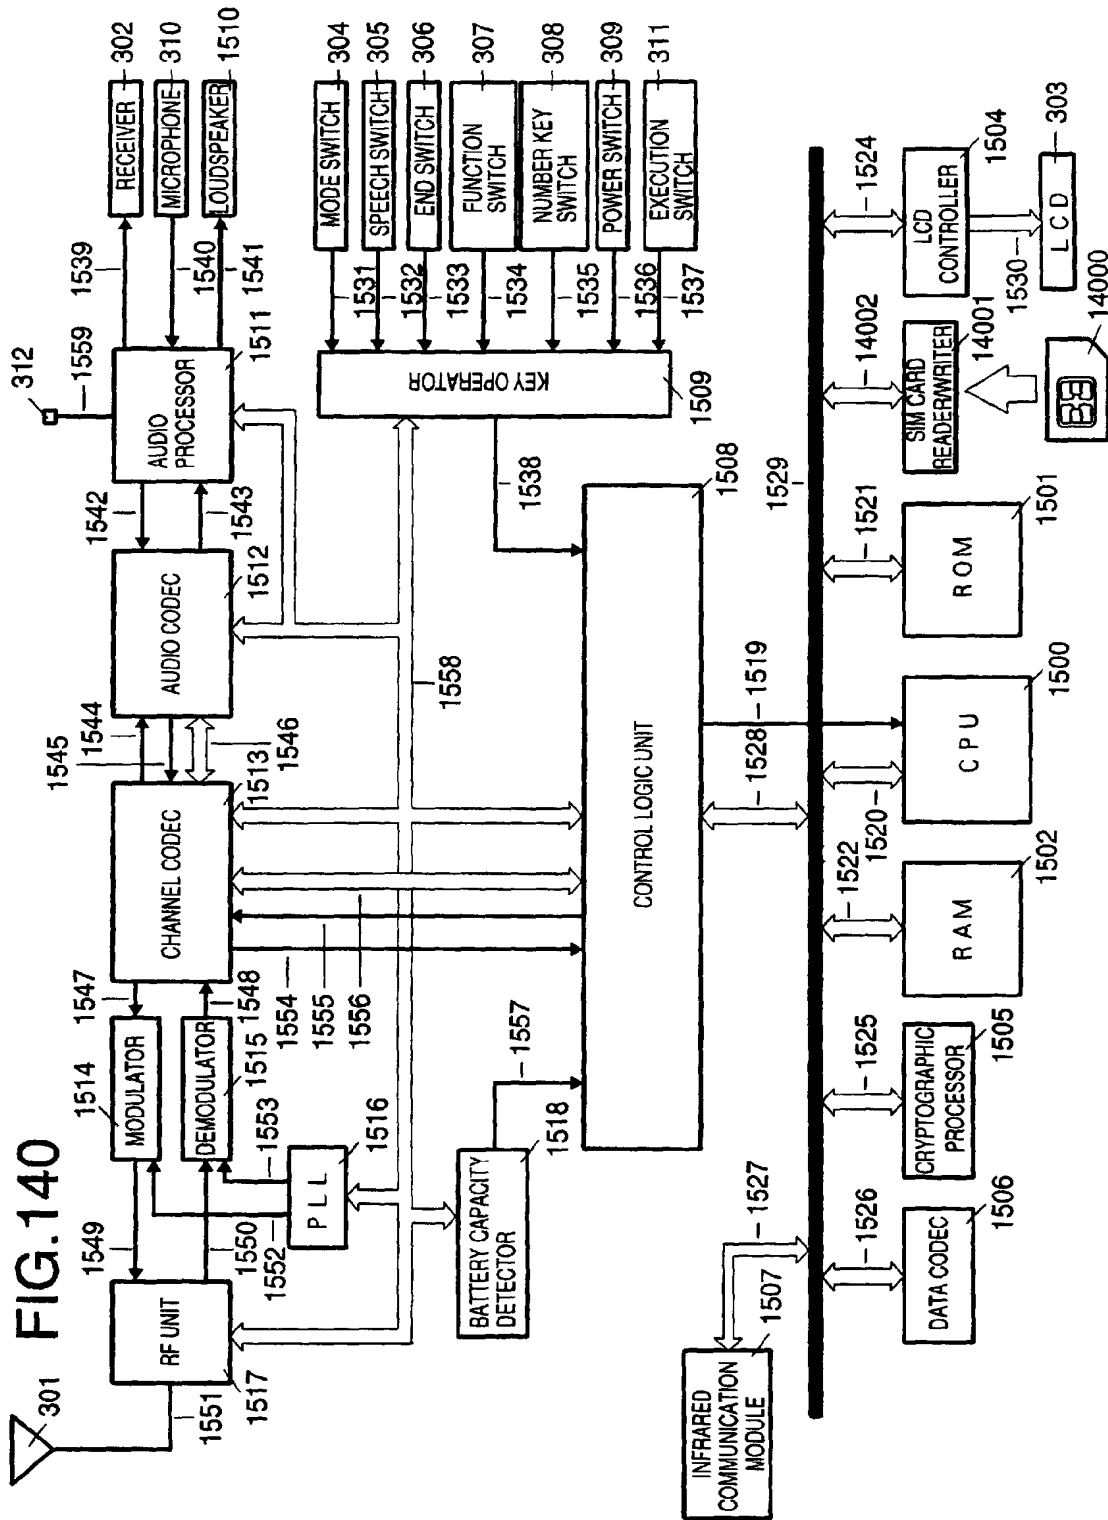 FIG.140
301
1551
RF UNIT
1517
1549
1550
1514
MODULATOR
DEMODULATOR
1515
1552
1553
PLL
1516
1547
1548
CHANNEL CODEC
1513
1554
1555
1556
1545
1544
1546
AUDIO CODEC
1512
1542
1543
312
1559
AUDIO
PROCESSOR
1511
1539
1540
1541
RECEIVER
302
MICROPHONE
310
LOUDSPEAKER
1510
BATTERY CAPACITY
DETECTOR
1518
1557
1558
KEY OPERATOR
1509
1538
1531
1532
1533
1534
1535
1536
1537
MODE SWITCH
304
SPEECH SWITCH
305
END SWITCH
306
FUNCTION
SWITCH
307
NUMBER KEY
SWITCH
308
POWER SWITCH
309
EXECUTION
SWITCH
311
CONTROL LOGIC UNIT
1508
INFRARED
COMMUNICATION
MODULE
1507
1527
1528
1519
1529
1526
1525
1522
1520
1521
14002
1524
DATA CODEC
1506
CRYPTOGRAPHIC
PROCESSOR
1505
RAM
1502
CPU
1500
ROM
1501
SIM CARD
READER/WRITER
14001
14000
LCD
CONTROLLER
1504
1530
LCD
303